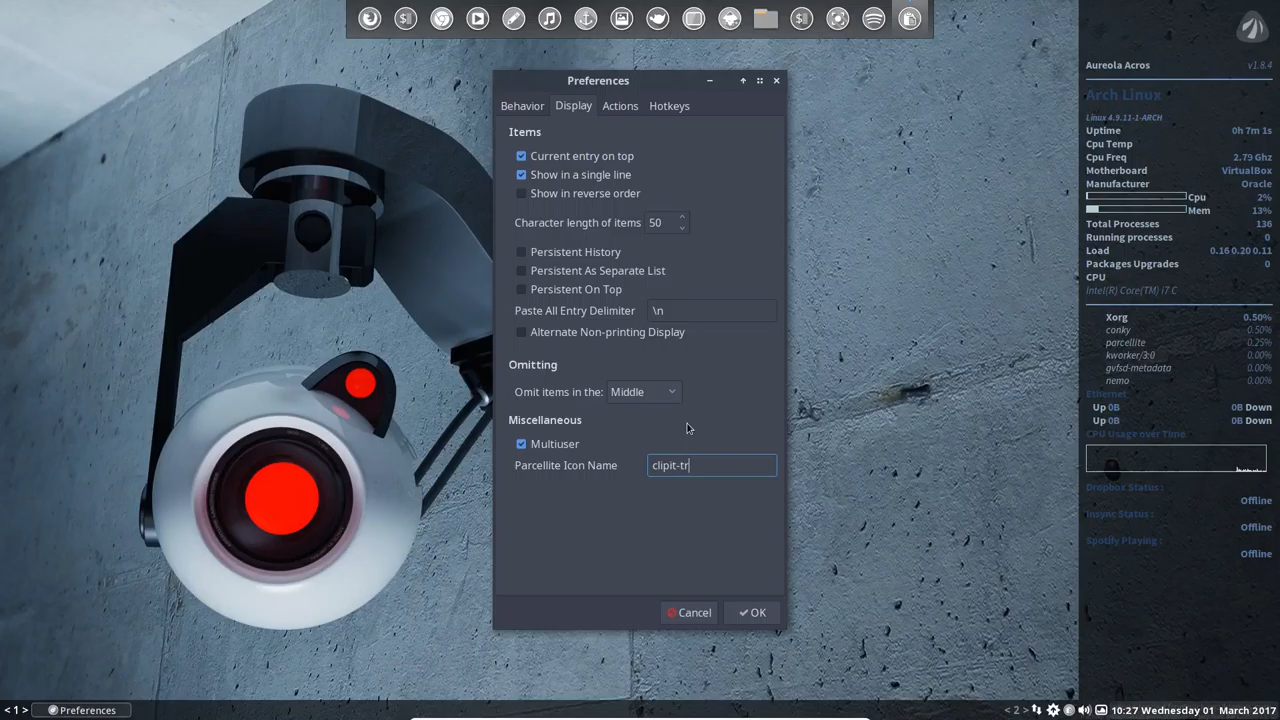 Preferences
Behavior Display Actions Hotkeys
Items
Current entry on top
Show in a single line
Show in reverse order
Character length of items 50
Persistent History
Persistent As Separate List
Persistent On Top
Paste All Entry Delimiter \n
Alternate Non-printing Display
Omitting
Omit items in the: Middle
Miscellaneous
Multiuser
Parcellite Icon Name clipit-tr
Cancel OK
Aureola Acros v1.8.4
Arch Linux
Linux 4.9.11-1-ARCH
Uptime 0h 7m 1s
Cpu Temp
Cpu Freq 2.79 Ghz
Motherboard VirtualBox
Manufacturer Oracle
Cpu 2%
Mem 13%
Total Processes 136
Running processes 0
Load 0.16 0.20 0.11
Packages Upgrades 0
CPU
Intel(R) Core(TM) i7 C
Xorg 0.50%
conky 0.50%
parcellite 0.25%
kworker/3:0 0.00%
gvfsd-metadata 0.00%
nemo 0.00%
Ethernet
Up 0B 0B Down
Up 0B 0B Down
CPU Usage over Time
Dropbox Status :
Offline
Insync Status :
Offline
Spotify Playing :
Offline
< 1 > Preferences < 2 > 10:27 Wednesday 01 March 2017